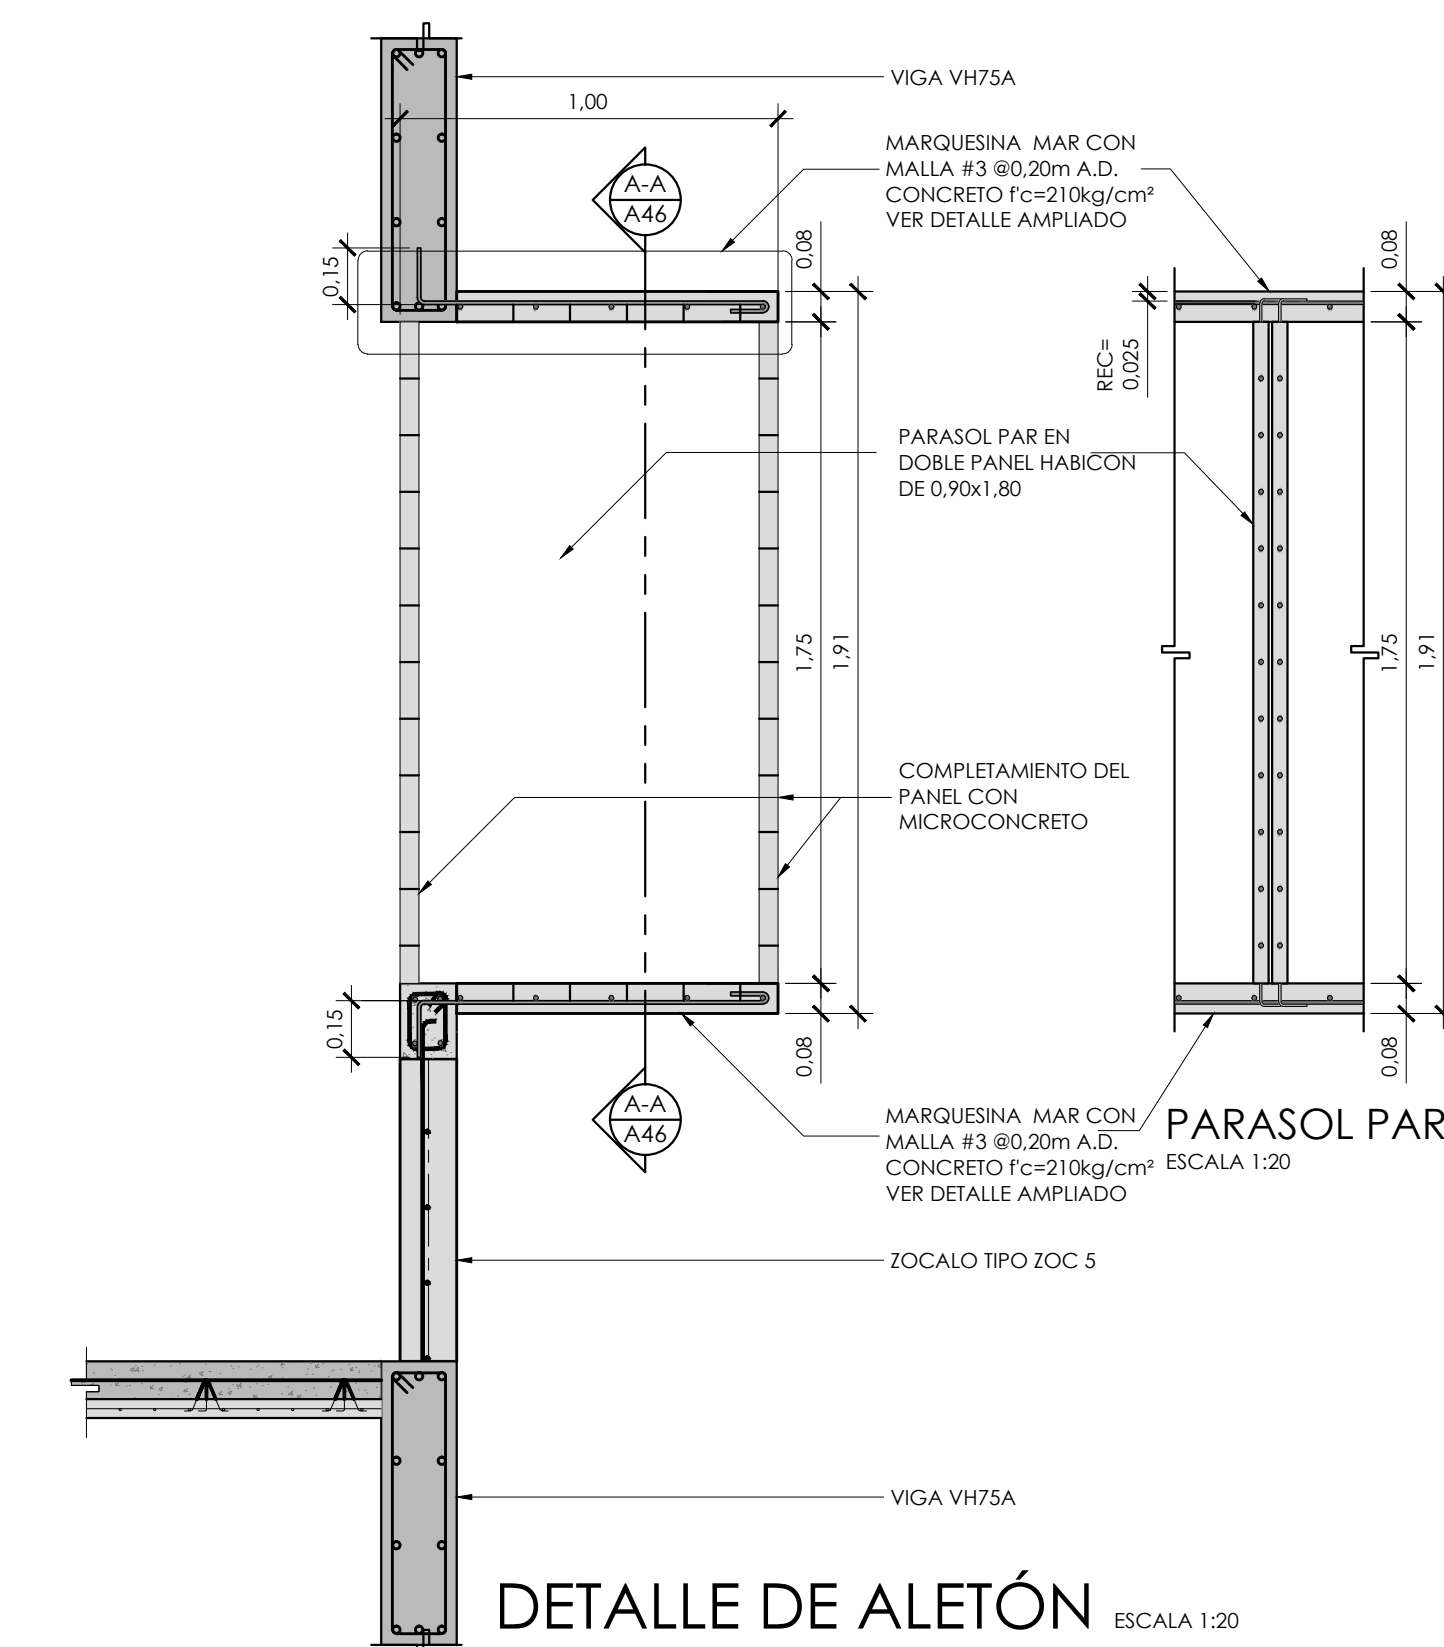 VIGA VH75A
1,00
MARQUESINA MAR CON
MALLA #3 @0,20m A.D.
CONCRETO f'c=210kg/cm²
VER DETALLE AMPLIADO
A-A
A46
0,15
0,08
0,08
REC=
0,025
PARASOL PAR EN
DOBLE PANEL HABICON
DE 0,90x1,80
1,75
1,91
1,75
1,91
COMPLETAMIENTO DEL
PANEL CON
MICROCONCRETO
0,15
0,08
0,08
A-A
A46
MARQUESINA MAR CON
MALLA #3 @0,20m A.D.
CONCRETO f'c=210kg/cm²
VER DETALLE AMPLIADO
PARASOL PAR
ESCALA 1:20
ZOCALO TIPO ZOC 5
VIGA VH75A
DETALLE DE ALETÓN ESCALA 1:20